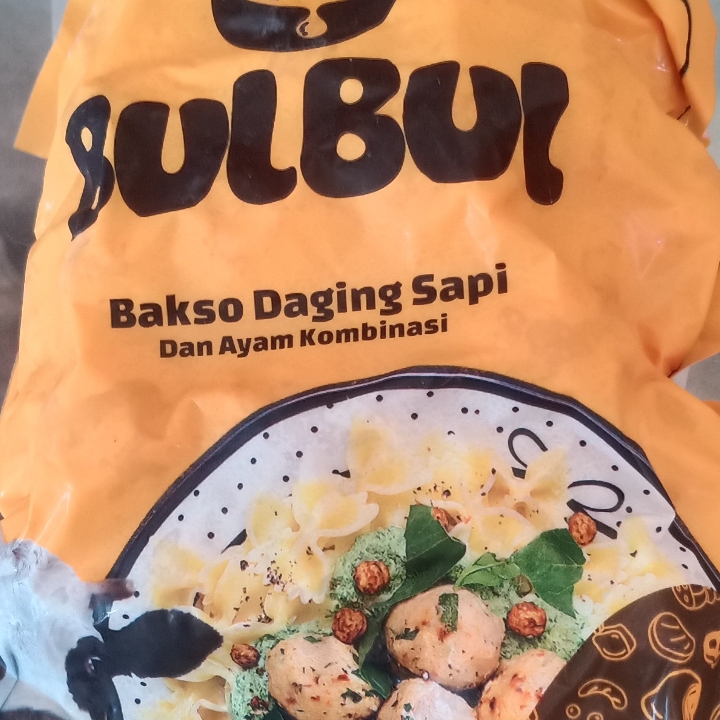 BULBUL
Bakso Daging Sapi
Dan Ayam Kombinasi